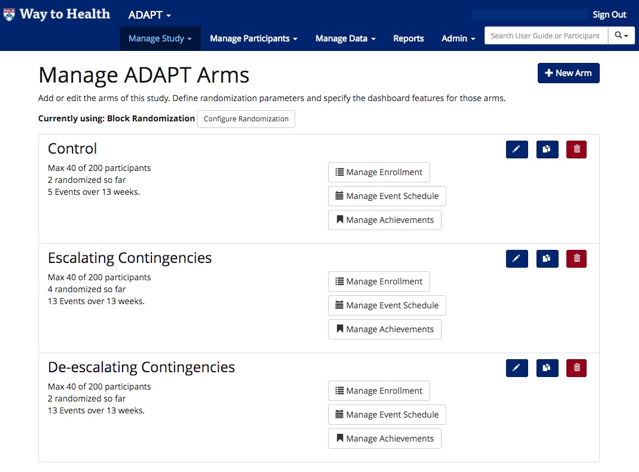 Way to Health ADAPT Sign Out
Manage Study Manage Participants Manage Data Reports Admin Search User Guide or Participant
Manage ADAPT Arms
+ New Arm
Add or edit the arms of this study. Define randomization parameters and specify the dashboard features for those arms.
Currently using: Block Randomization Configure Randomization
Control
Max 40 of 200 participants
2 randomized so far
5 Events over 13 weeks.
Manage Enrollment
Manage Event Schedule
Manage Achievements
Escalating Contingencies
Max 40 of 200 participants
4 randomized so far
13 Events over 13 weeks.
Manage Enrollment
Manage Event Schedule
Manage Achievements
De-escalating Contingencies
Max 40 of 200 participants
2 randomized so far
13 Events over 13 weeks.
Manage Enrollment
Manage Event Schedule
Manage Achievements